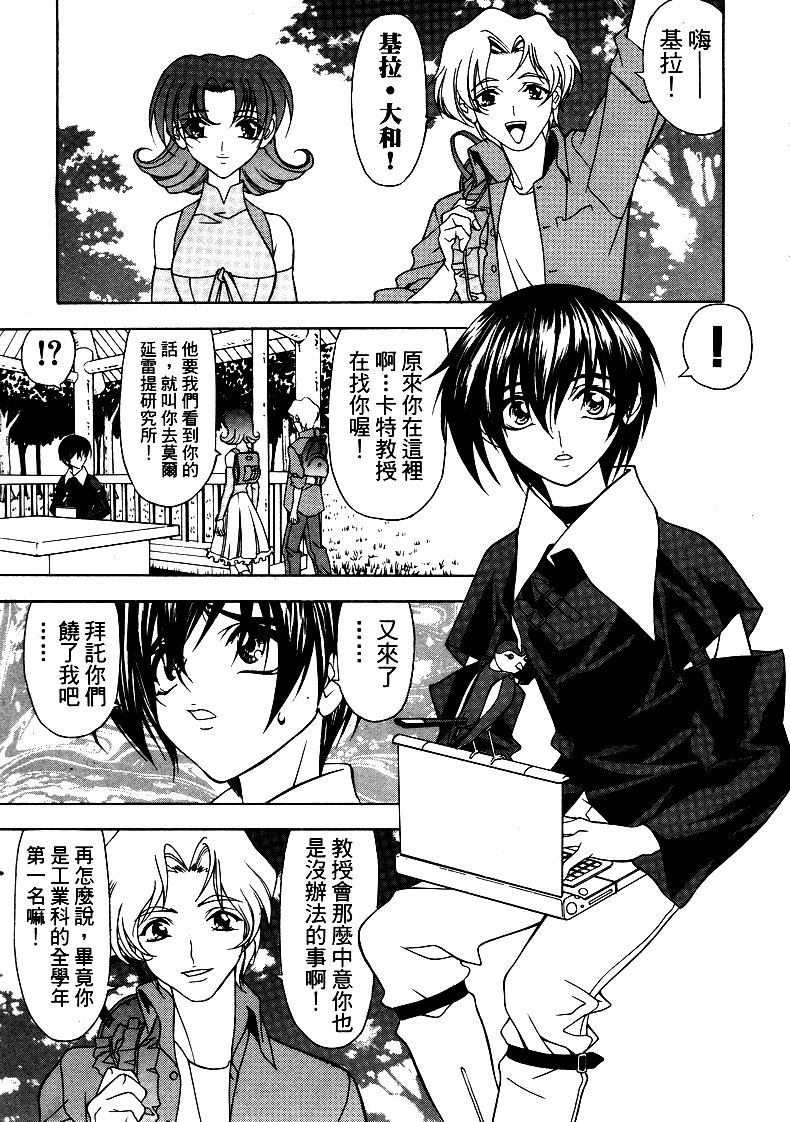 嗨──
基拉！
基拉・大和！
！
原來你在這裡
啊…卡特教授
在找你喔！
他要我們看到你的
話，就叫你去莫爾
延雷提研究所！
！？
又來了
……
拜託你們
饒了我吧
……
教授會那麼中意你也
是沒辦法的事啊！
再怎麼說，畢竟你
是工業科的全學年
第一名嘛！